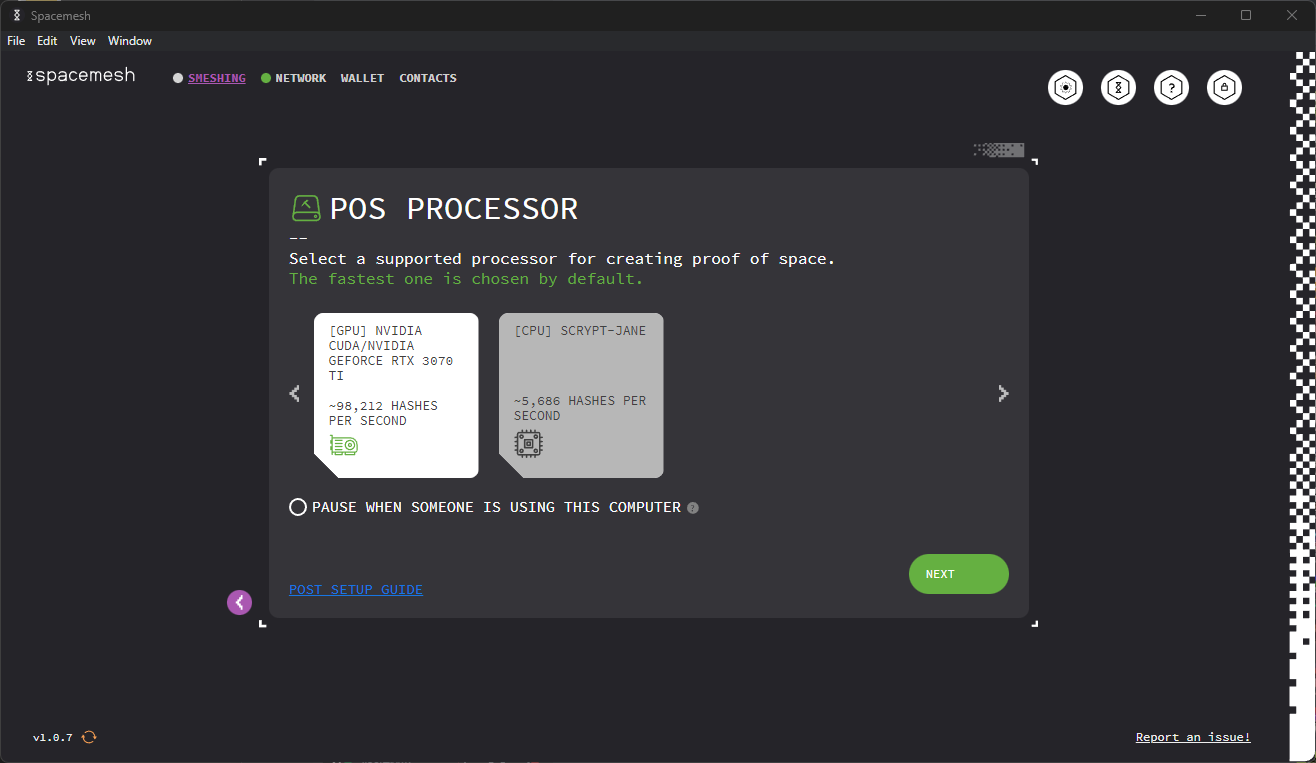 Spacemesh
File Edit View Window
spacemesh
SMESHING NETWORK WALLET CONTACTS
POS PROCESSOR
--
Select a supported processor for creating proof of space.
The fastest one is chosen by default.
[GPU] NVIDIA
CUDA/NVIDIA
GEFORCE RTX 3070
TI
~98,212 HASHES
PER SECOND
[CPU] SCRYPT-JANE
~5,686 HASHES PER
SECOND
PAUSE WHEN SOMEONE IS USING THIS COMPUTER ?
NEXT
POST SETUP GUIDE
v1.0.7
Report an issue!